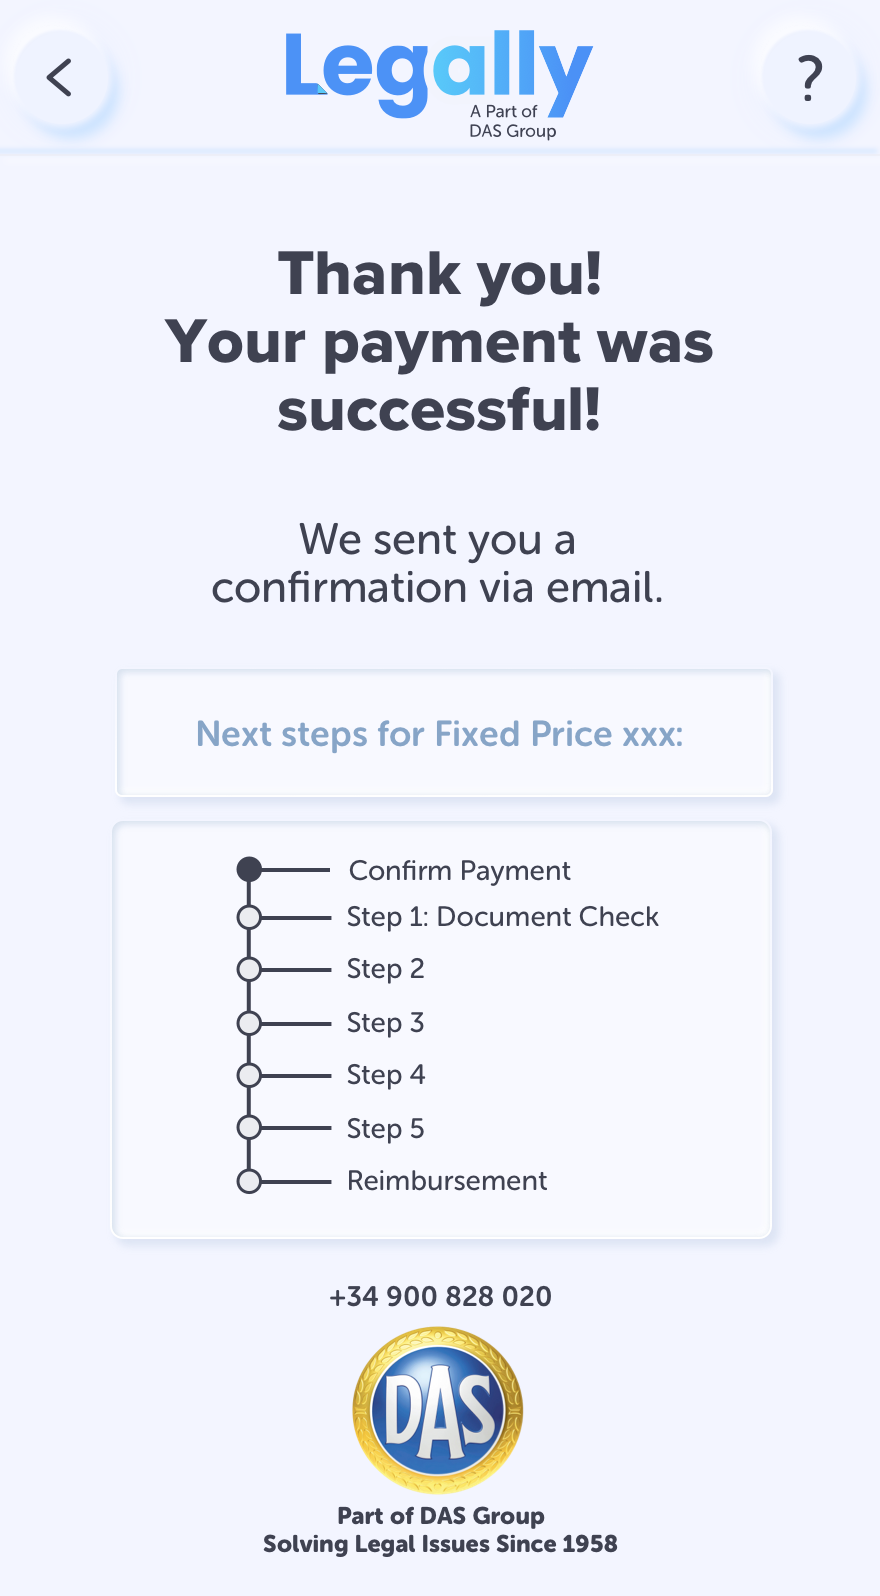 Legally
A Part of
DAS Group
?
Thank you!
Your payment was
successful!
We sent you a
confirmation via email.
Next steps for Fixed Price xxx:
Confirm Payment
Step 1: Document Check
Step 2
Step 3
Step 4
Step 5
Reimbursement
+34 900 828 020
DAS
Part of DAS Group
Solving Legal Issues Since 1958